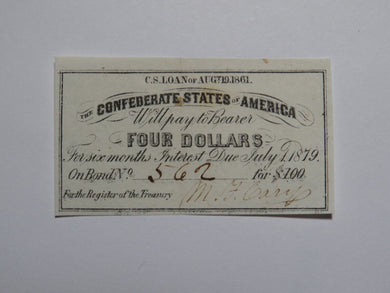 C.S. LOAN OF AUGT. 19. 1861.
THE CONFEDERATE STATES OF AMERICA
Will pay to Bearer
FOUR DOLLARS
For six months Interest Due July 1, 1879.
On Bond, No. 562 for $100.
For the Register of the Treasury M. F.